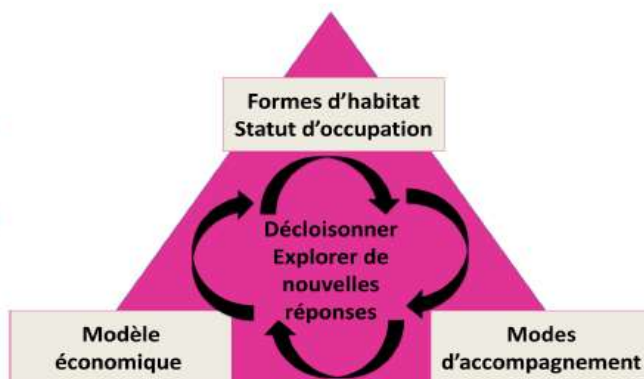 Formes d'habitat
Statut d'occupation
Décloisonner
Explorer de
nouvelles
réponses
Modèle
économique
Modes
d'accompagnement